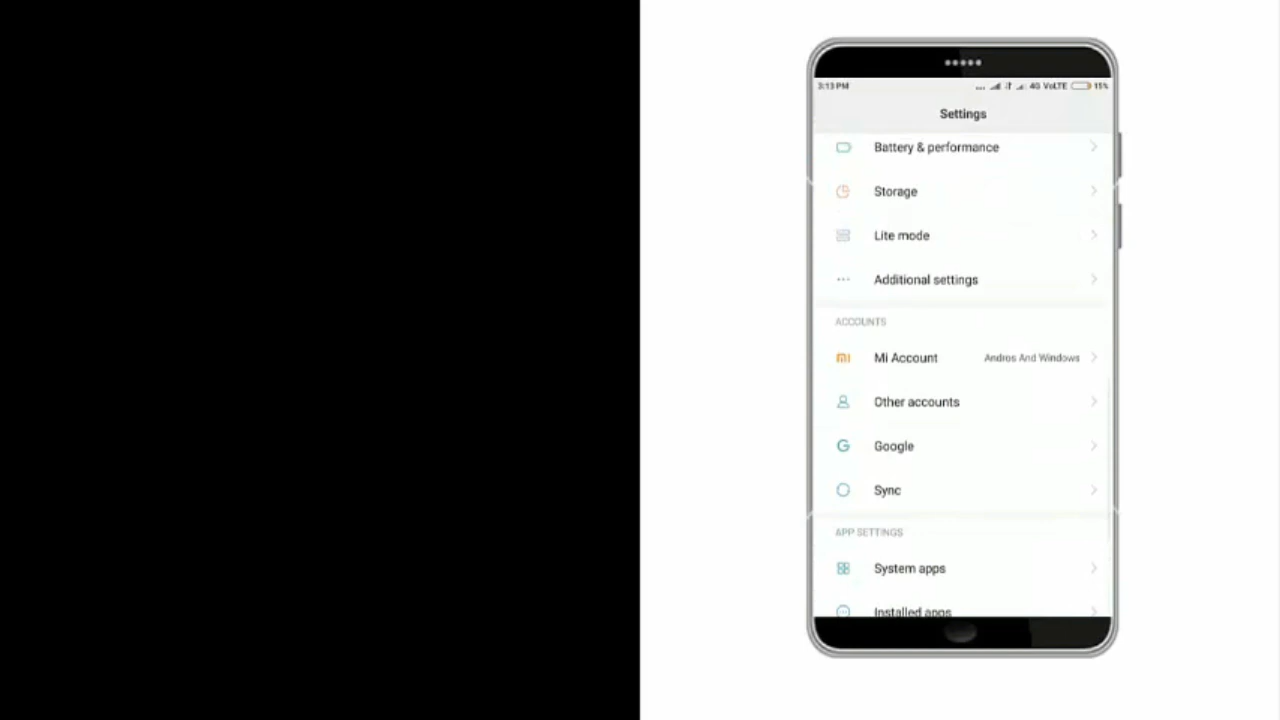 3:13 PM ... 4G VoLTE 15%
Settings
Battery & performance
Storage
Lite mode
Additional settings
ACCOUNTS
Mi Account Andros And Windows
Other accounts
Google
Sync
APP SETTINGS
System apps
Installed apps